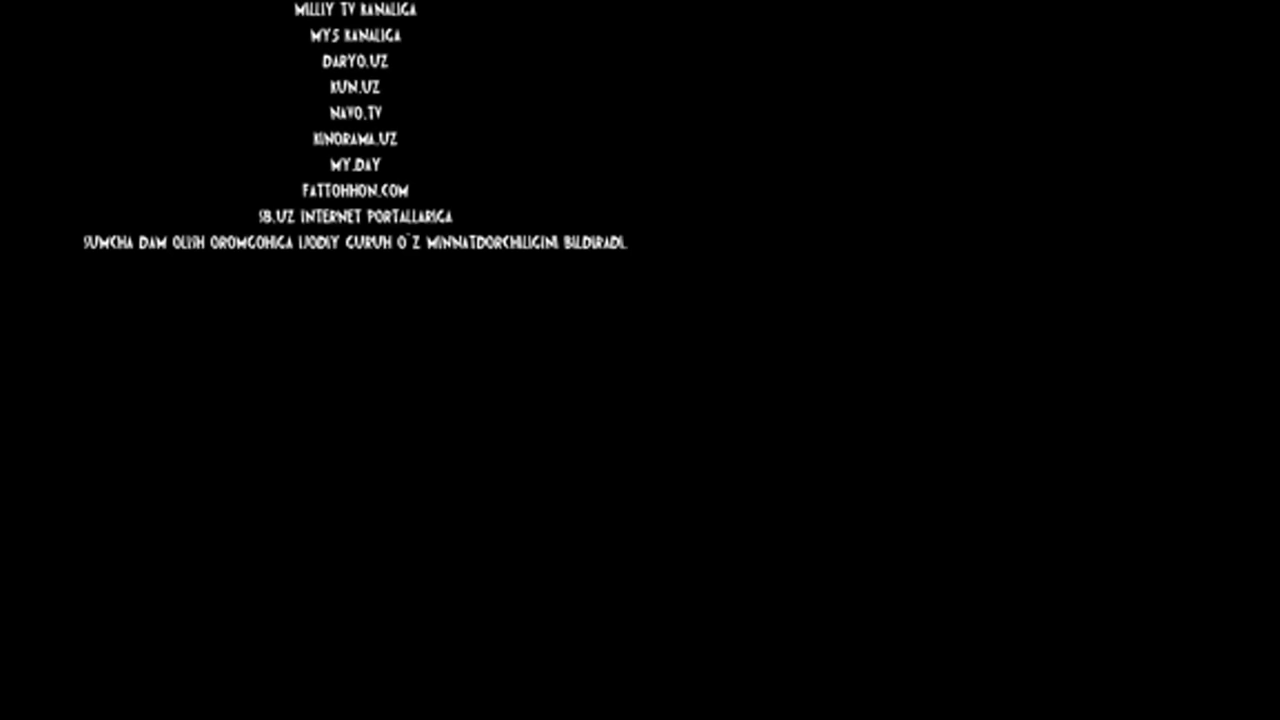 MILLIY TV KANALIGA
MY5 KANALIGA
DARYO.UZ
KUN.UZ
NAVO.TV
KINORAMA.UZ
MY.DAY
FATTOHHON.COM
SB.UZ INTERNET PORTALLARIGA
SUMCHA DAM OLISH OROMGOHIGA IJODIY GURUH O`Z MINNATDORCHILIGINI BILDIRADI.